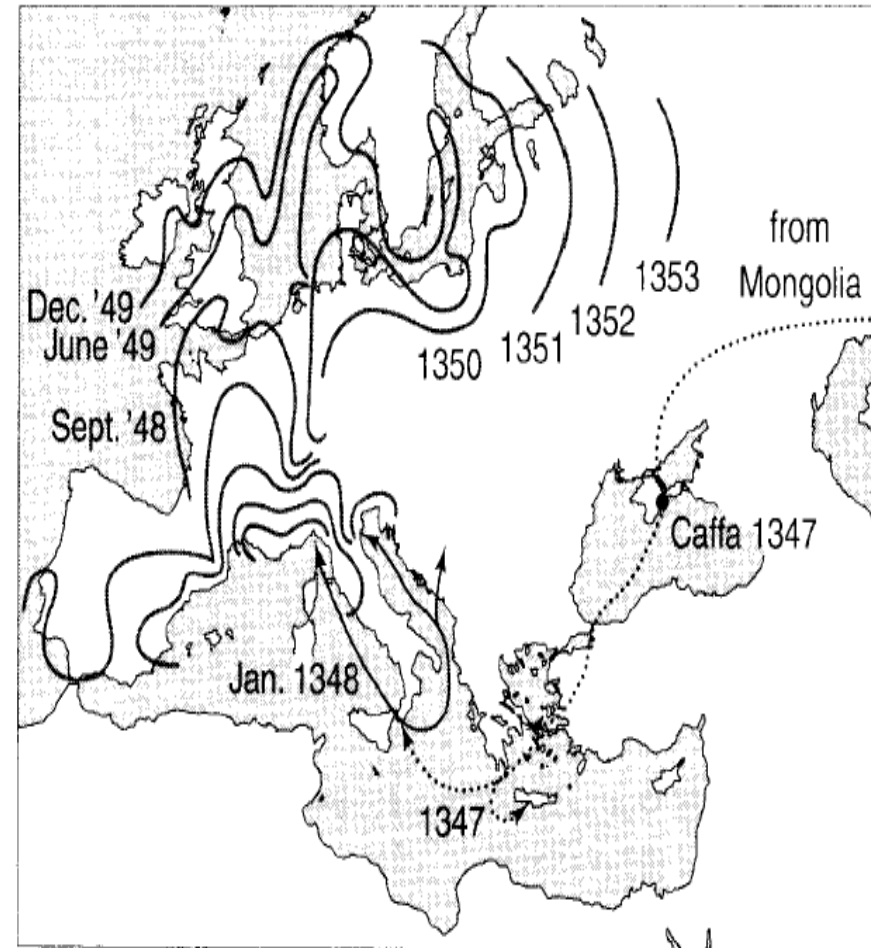 from
Mongolia
Dec. '49
June '49
1353
1352
1351
1350
Sept. '48
Caffa 1347
Jan. 1348
1347